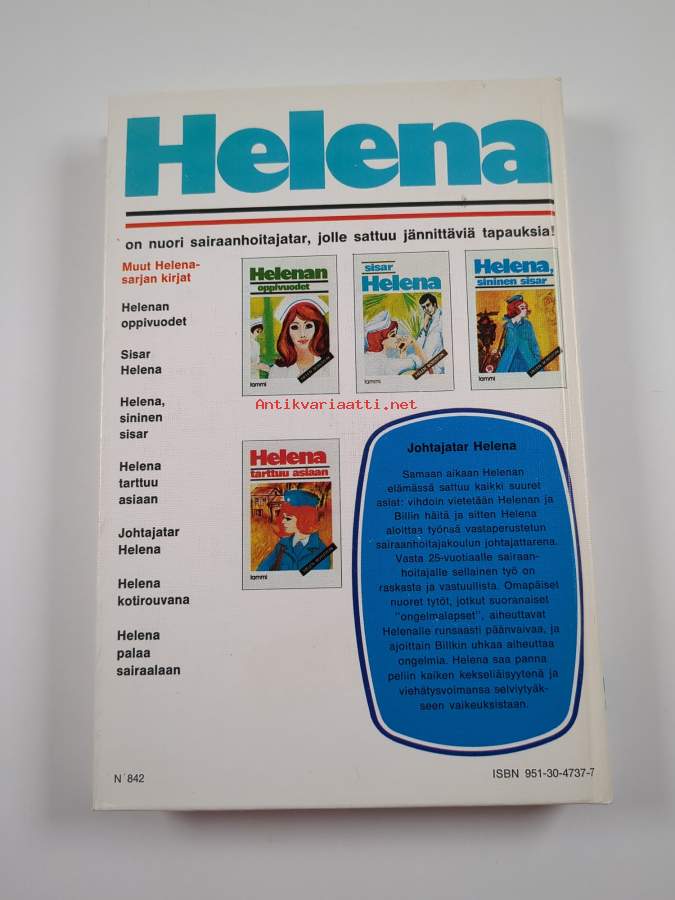 Helena
on nuori sairaanhoitajatar, jolle sattuu jännittäviä tapauksia!
Muut Helena-
sarjan kirjat
Helenan
oppivuodet
Sisar
Helena
Helena,
sininen
sisar
Helena
tarttuu
asiaan
Johtajatar
Helena
Helena
kotirouvana
Helena
palaa
sairaalaan
Helenan
oppivuodet
tammi
sisar
Helena
tammi
Helena,
sininen sisar
tammi
Antikvariaatti.net
Helena
tarttuu asiaan
tammi
Johtajatar Helena
Samaan aikaan Helenan
elämässä sattuu kaikki suuret
asiat: vihdoin vietetään Helenan ja
Billin häitä ja sitten Helena
aloittaa työnsä vastaperustetun
sairaanhoitajakoulun johtajattarena.
Vasta 25-vuotiaalle sairaan-
hoitajalle sellainen työ on
raskasta ja vastuullista. Omapäiset
nuoret tytöt, jotkut suoranaiset
"ongelmalapset", aiheuttavat
Helenalle runsaasti päänvaivaa, ja
ajoittain Billkin uhkaa aiheuttaa
ongelmia. Helena saa panna
peliin kaiken kekseliäisyytenä ja
viehätysvoimansa selviytyäk-
seen vaikeuksistaan.
N 842
ISBN 951-30-4737-7